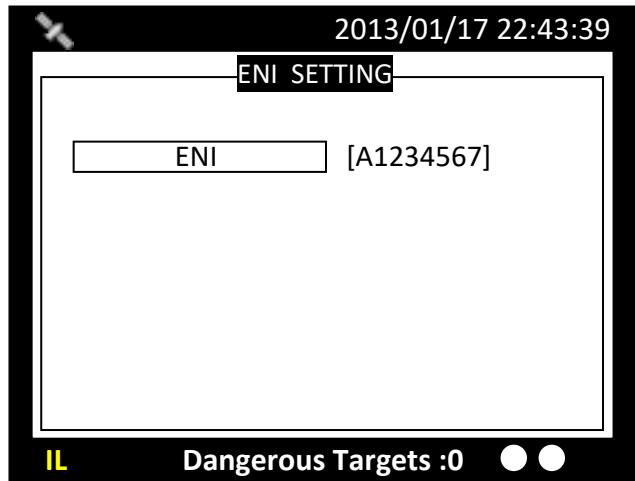 2013/01/17 22:43:39
ENI SETTING
ENI [A1234567]
IL Dangerous Targets :0